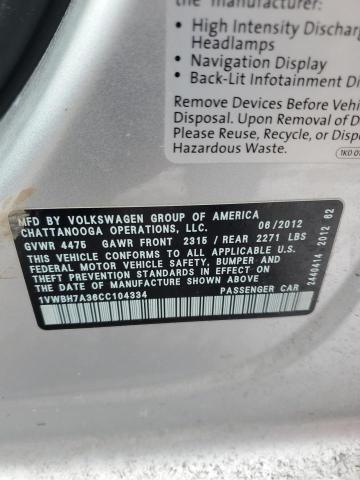 the manufacturer:
• High Intensity Discharg
Headlamps
• Navigation Display
• Back-Lit Infotainment Di
Remove Devices Before Vehi
Disposal. Upon Removal of D
Please Reuse, Recycle, or Disp
Hazardous Waste.
1K0 01
MFD BY VOLKSWAGEN GROUP OF AMERICA
CHATTANOOGA OPERATIONS, LLC. 06/2012
GVWR 4475 GAWR FRONT 2315 / REAR 2271 LBS
THIS VEHICLE CONFORMS TO ALL APPLICABLE U.S.
FEDERAL MOTOR VEHICLE SAFETY, BUMPER AND
THEFT PREVENTION STANDARDS IN EFFECT ON
THE DATE OF MANUFACTURE SHOWN ABOVE.
1VWBH7A36CC104334 PASSENGER CAR
2440414 2012 62